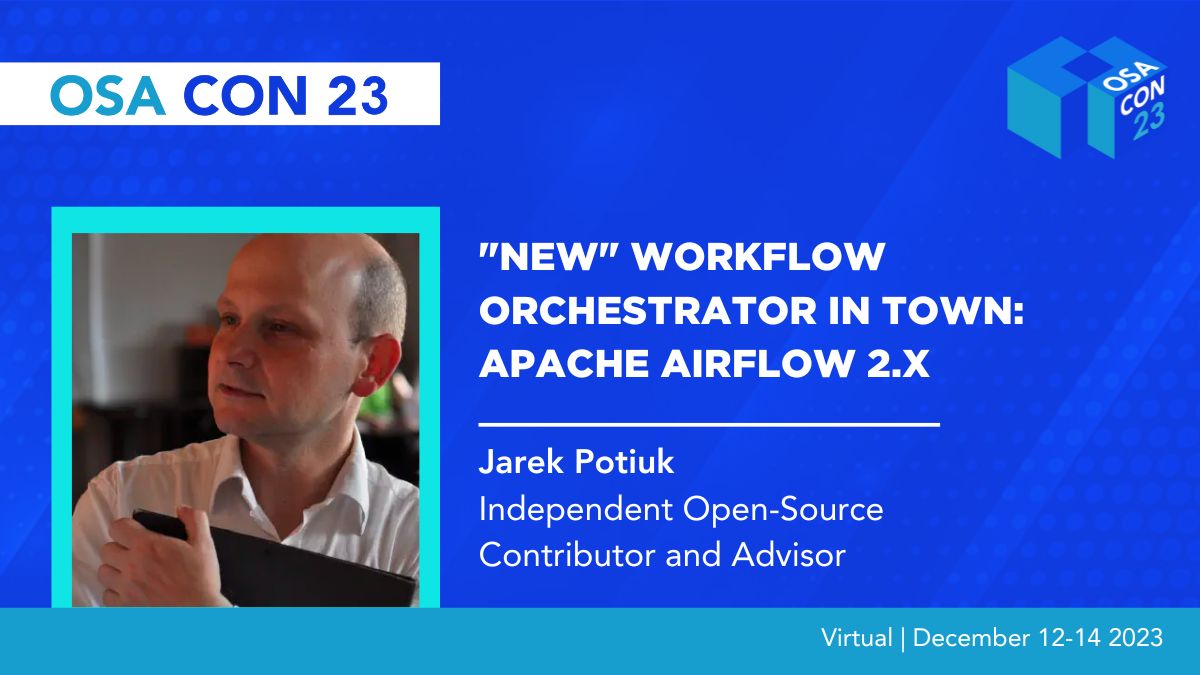 OSA CON 23
OSA
CON
23
"NEW" WORKFLOW
ORCHESTRATOR IN TOWN:
APACHE AIRFLOW 2.X
Jarek Potiuk
Independent Open-Source
Contributor and Advisor
Virtual | December 12-14 2023